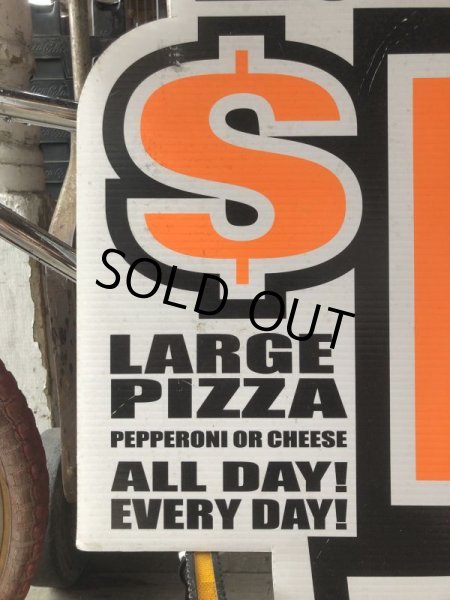 $
SOLD OUT
LARGE
PIZZA
PEPPERONI OR CHEESE
ALL DAY!
EVERY DAY!